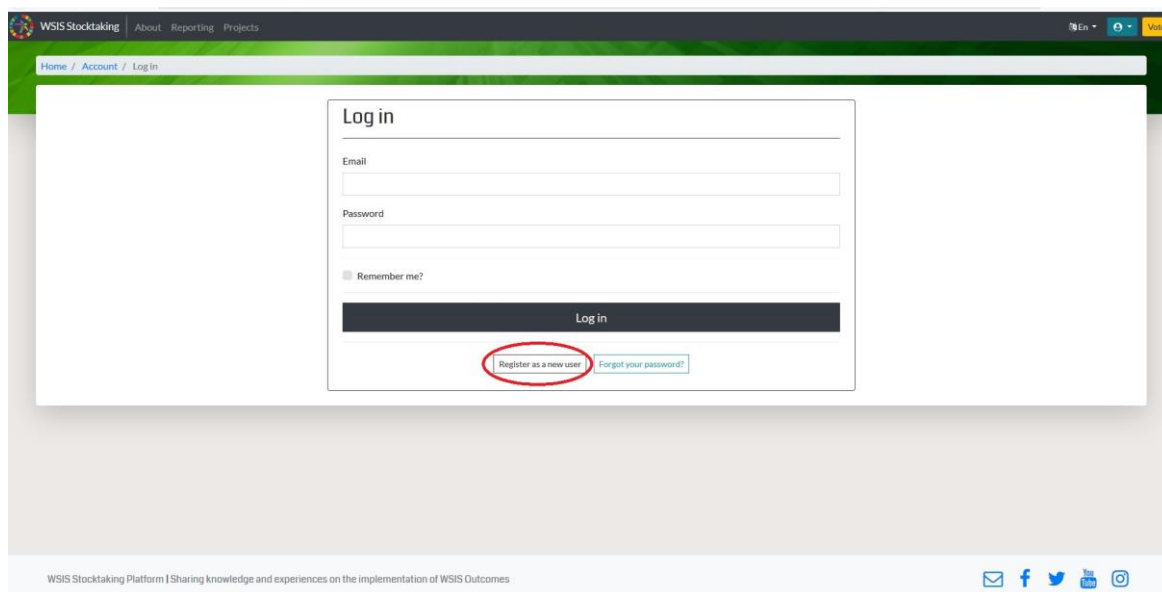 WSIS Stocktaking About Reporting Projects En
Home / Account / Log in
Log in
Email
Password
Remember me?
Log in
Register as a new user Forgot your password?
WSIS Stocktaking Platform | Sharing knowledge and experiences on the implementation of WSIS Outcomes
You
Tube